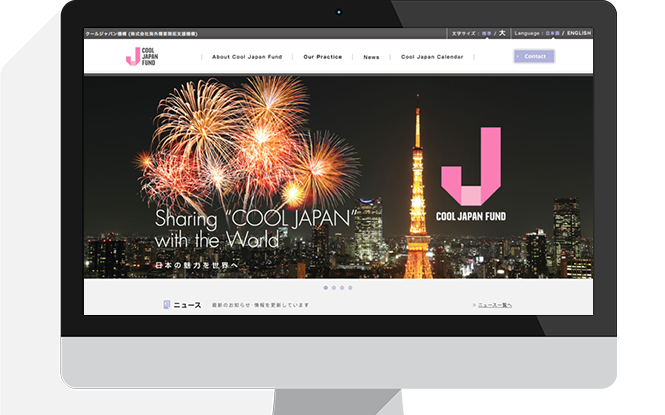 クールジャパン機構 (株式会社海外需要開拓支援機構)
文字サイズ : 標準 / 大
Language : 日本語 / ENGLISH
COOL
JAPAN
FUND
About Cool Japan Fund
Our Practice
News
Cool Japan Calendar
Contact
COOL JAPAN FUND
Sharing “COOL JAPAN”
with the World
日本の魅力を世界へ
ニュース
最新のお知らせ・情報を更新しています
ニュース一覧へ